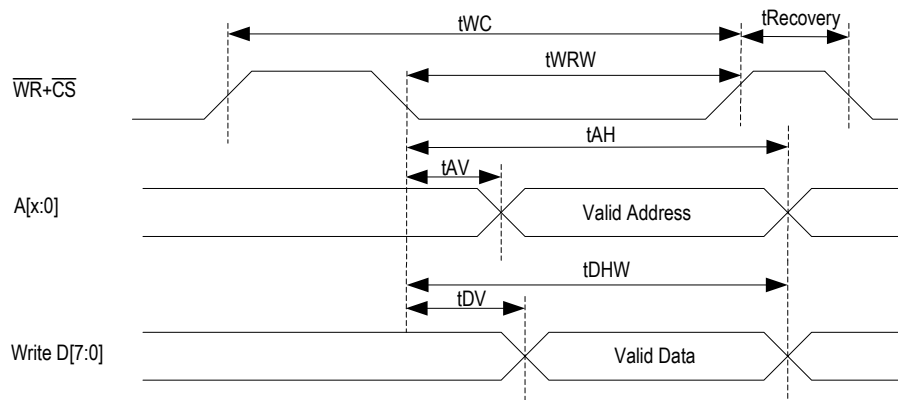 tWC
tRecovery
tWRW
WR+CS
tAH
tAV
A[x:0]
Valid Address
tDHW
tDV
Write D[7:0]
Valid Data